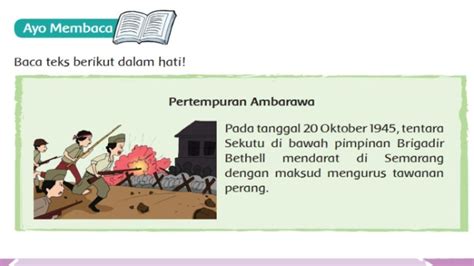 Ayo Membaca
Baca teks berikut dalam hati!
Pertempuran Ambarawa
Pada tanggal 20 Oktober 1945, tentara
Sekutu di bawah pimpinan Brigadir
Bethell mendarat di Semarang
dengan maksud mengurus tawanan
perang.